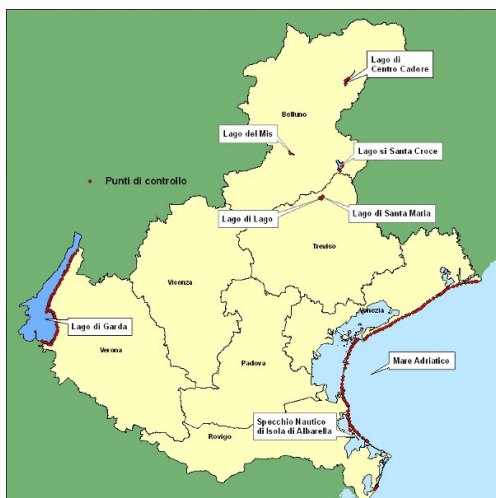 Lago di
Centro Cadore
Belluno
Lago del Mis
Lago si Santa Croce
Punti di controllo
Lago di Lago
Lago di Santa Maria
Treviso
Vicenza
Venezia
Lago di Garda
Verona
Padova
Mare Adriatico
Specchio Nautico
di Isola di Albarella
Rovigo